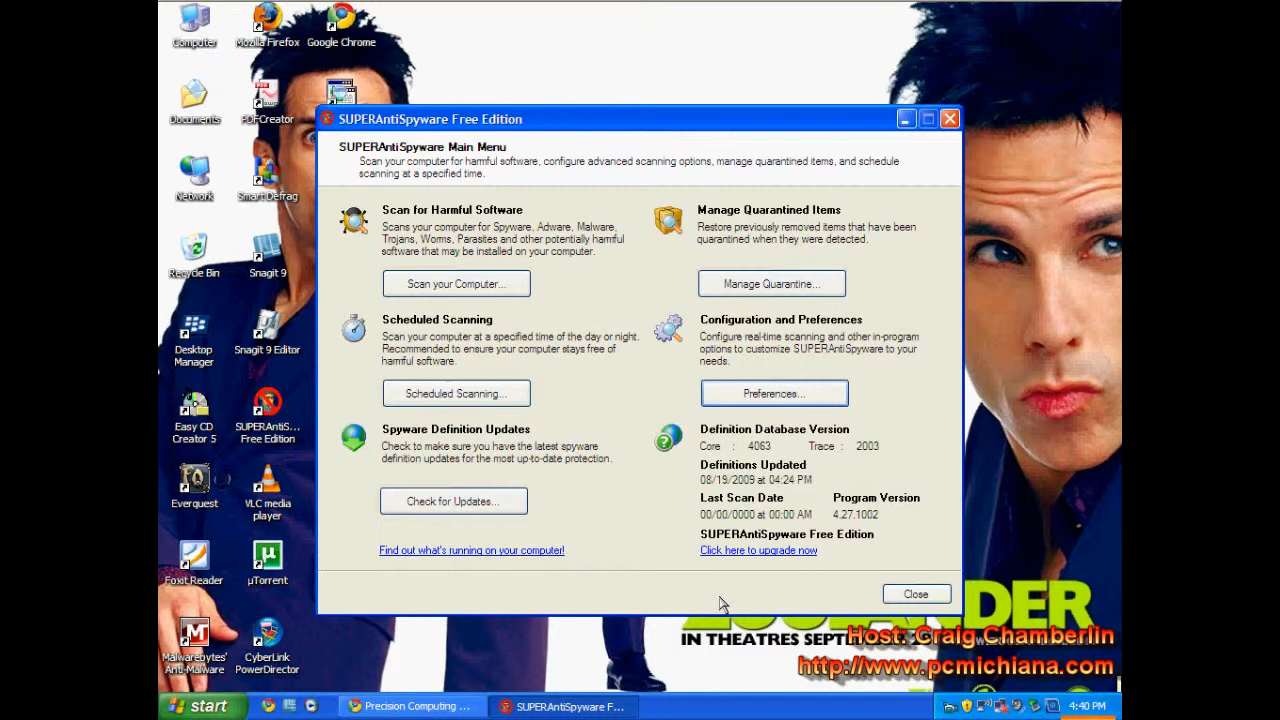 Computer
Mozilla Firefox
Google Chrome
Documents
PDFCreator
Network
Smart Defrag
Recycle Bin
Snagit 9
Desktop
Manager
Snagit 9 Editor
Easy CD
Creator 5
SUPERAntiS...
Free Edition
Everquest
VLC media
player
Foxit Reader
µTorrent
Malwarebytes'
Anti-Malware
CyberLink
PowerDirector
SUPERAntiSpyware Free Edition
SUPERAntiSpyware Main Menu
Scan your computer for harmful software, configure advanced scanning options, manage quarantined items, and schedule
scanning at a specified time.
Scan for Harmful Software
Scans your computer for Spyware, Adware, Malware,
Trojans, Worms, Parasites and other potentially harmful
software that may be installed on your computer.
Scan your Computer...
Manage Quarantined Items
Restore previously removed items that have been
quarantined when they were detected.
Manage Quarantine...
Scheduled Scanning
Scan your computer at a specified time of the day or night.
Recommended to ensure your computer stays free of
harmful software.
Scheduled Scanning...
Configuration and Preferences
Configure real-time scanning and other in-program
options to customize SUPERAntiSpyware to your
needs.
Preferences...
Spyware Definition Updates
Check to make sure you have the latest spyware
definition updates for the most up-to-date protection.
Check for Updates...
Find out what's running on your computer!
Definition Database Version
Core : 4063 Trace : 2003
Definitions Updated
08/19/2009 at 04:24 PM
Last Scan Date Program Version
00/00/0000 at 00:00 AM 4.27.1002
SUPERAntiSpyware Free Edition
Click here to upgrade now
Close
IN THEATRES SEPT
Host: Craig Chamberlin
http://www.pcmichiana.com
start
Precision Computing ...
SUPERAntiSpyware F...
4:40 PM